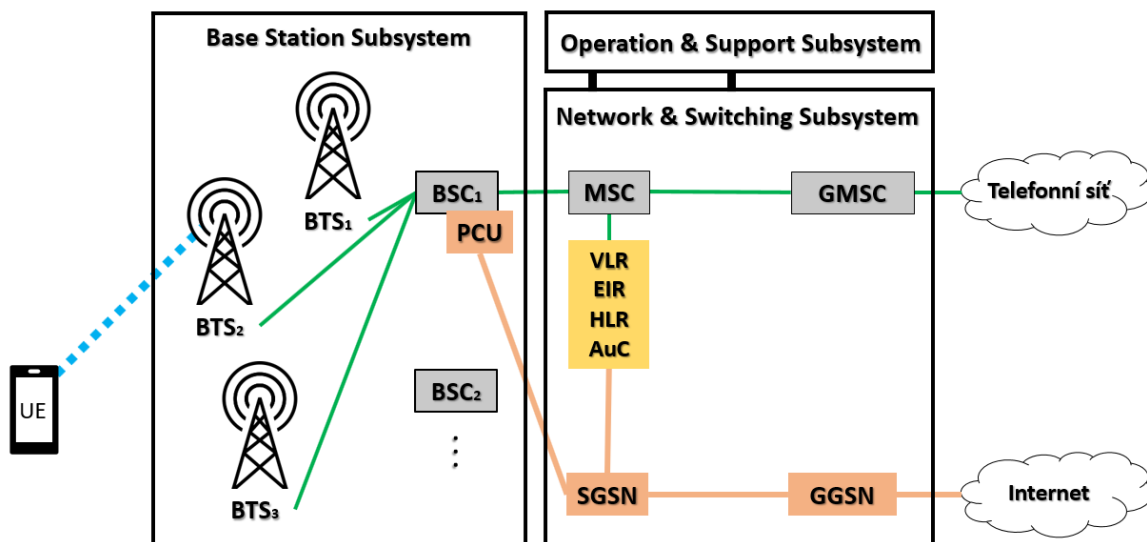 Base Station Subsystem
Operation & Support Subsystem
Network & Switching Subsystem
BTS₁
BSC₁
PCU
MSC
GMSC
Telefonní síť
VLR
EIR
HLR
AuC
BTS₂
UE
BSC₂
BTS₃
SGSN
GGSN
Internet